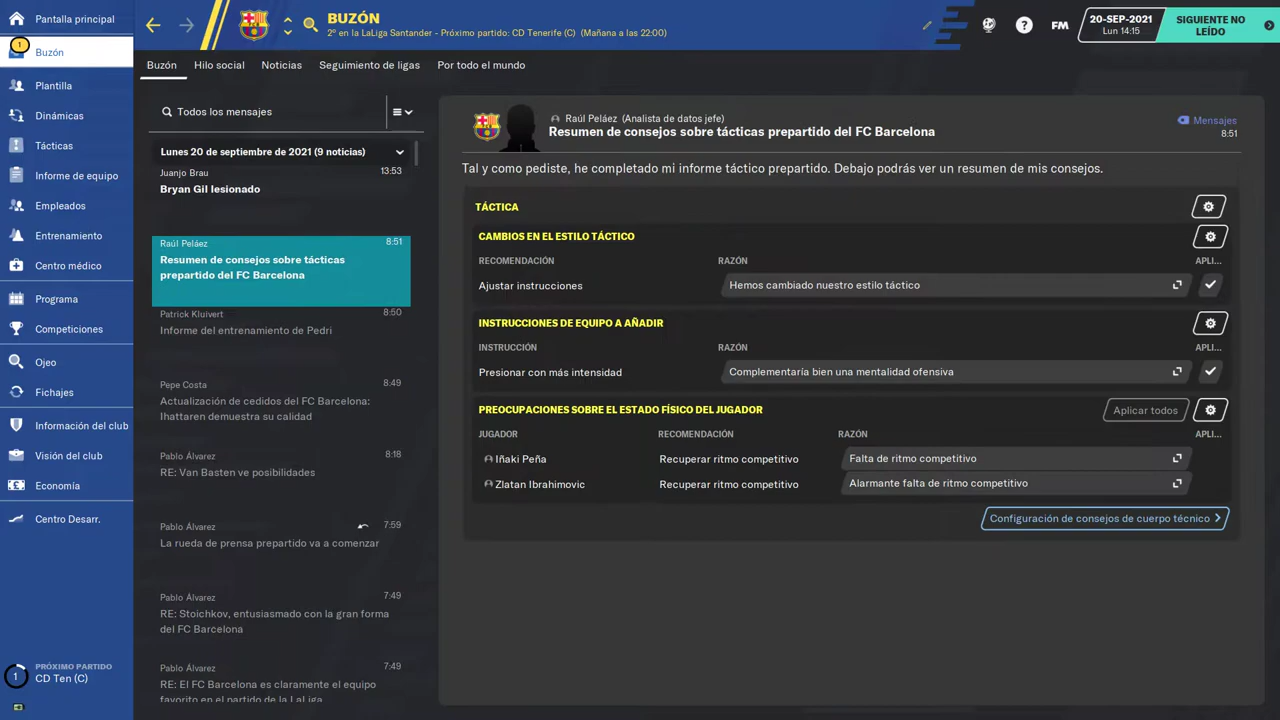 Pantalla principal
1
Buzón
Plantilla
Dinámicas
Tácticas
Informe de equipo
Empleados
Entrenamiento
Centro médico
Programa
Competiciones
Ojeo
Fichajes
Información del club
Visión del club
Economía
Centro Desarr.
1
PRÓXIMO PARTIDO
CD Ten (C)
BUZÓN
2º en la LaLiga Santander - Próximo partido: CD Tenerife (C) (Mañana a las 22:00)
FM
20-SEP-2021
Lun 14:15
SIGUIENTE NO
LEÍDO
Buzón
Hilo social
Noticias
Seguimiento de ligas
Por todo el mundo
Todos los mensajes
Lunes 20 de septiembre de 2021 (9 noticias)
Juanjo Brau 13:53
Bryan Gil lesionado
Raúl Peláez 8:51
Resumen de consejos sobre tácticas
prepartido del FC Barcelona
Patrick Kluivert 8:50
Informe del entrenamiento de Pedri
Pepe Costa 8:49
Actualización de cedidos del FC Barcelona:
Ihattaren demuestra su calidad
Pablo Álvarez 8:18
RE: Van Basten ve posibilidades
Pablo Álvarez 7:59
La rueda de prensa prepartido va a comenzar
Pablo Álvarez 7:49
RE: Stoichkov, entusiasmado con la gran forma
del FC Barcelona
Pablo Álvarez 7:49
RE: El FC Barcelona es claramente el equipo
favorito en el partido de la LaLiga
Raúl Peláez (Analista de datos jefe)
Resumen de consejos sobre tácticas prepartido del FC Barcelona
Mensajes
8:51
Tal y como pediste, he completado mi informe táctico prepartido. Debajo podrás ver un resumen de mis consejos.
TÁCTICA
CAMBIOS EN EL ESTILO TÁCTICO
RECOMENDACIÓN RAZÓN APLI...
Ajustar instrucciones Hemos cambiado nuestro estilo táctico
INSTRUCCIONES DE EQUIPO A AÑADIR
INSTRUCCIÓN RAZÓN APLI...
Presionar con más intensidad Complementaría bien una mentalidad ofensiva
PREOCUPACIONES SOBRE EL ESTADO FÍSICO DEL JUGADOR Aplicar todos
JUGADOR RECOMENDACIÓN RAZÓN APLI...
Iñaki Peña Recuperar ritmo competitivo Falta de ritmo competitivo
Zlatan Ibrahimovic Recuperar ritmo competitivo Alarmante falta de ritmo competitivo
Configuración de consejos de cuerpo técnico